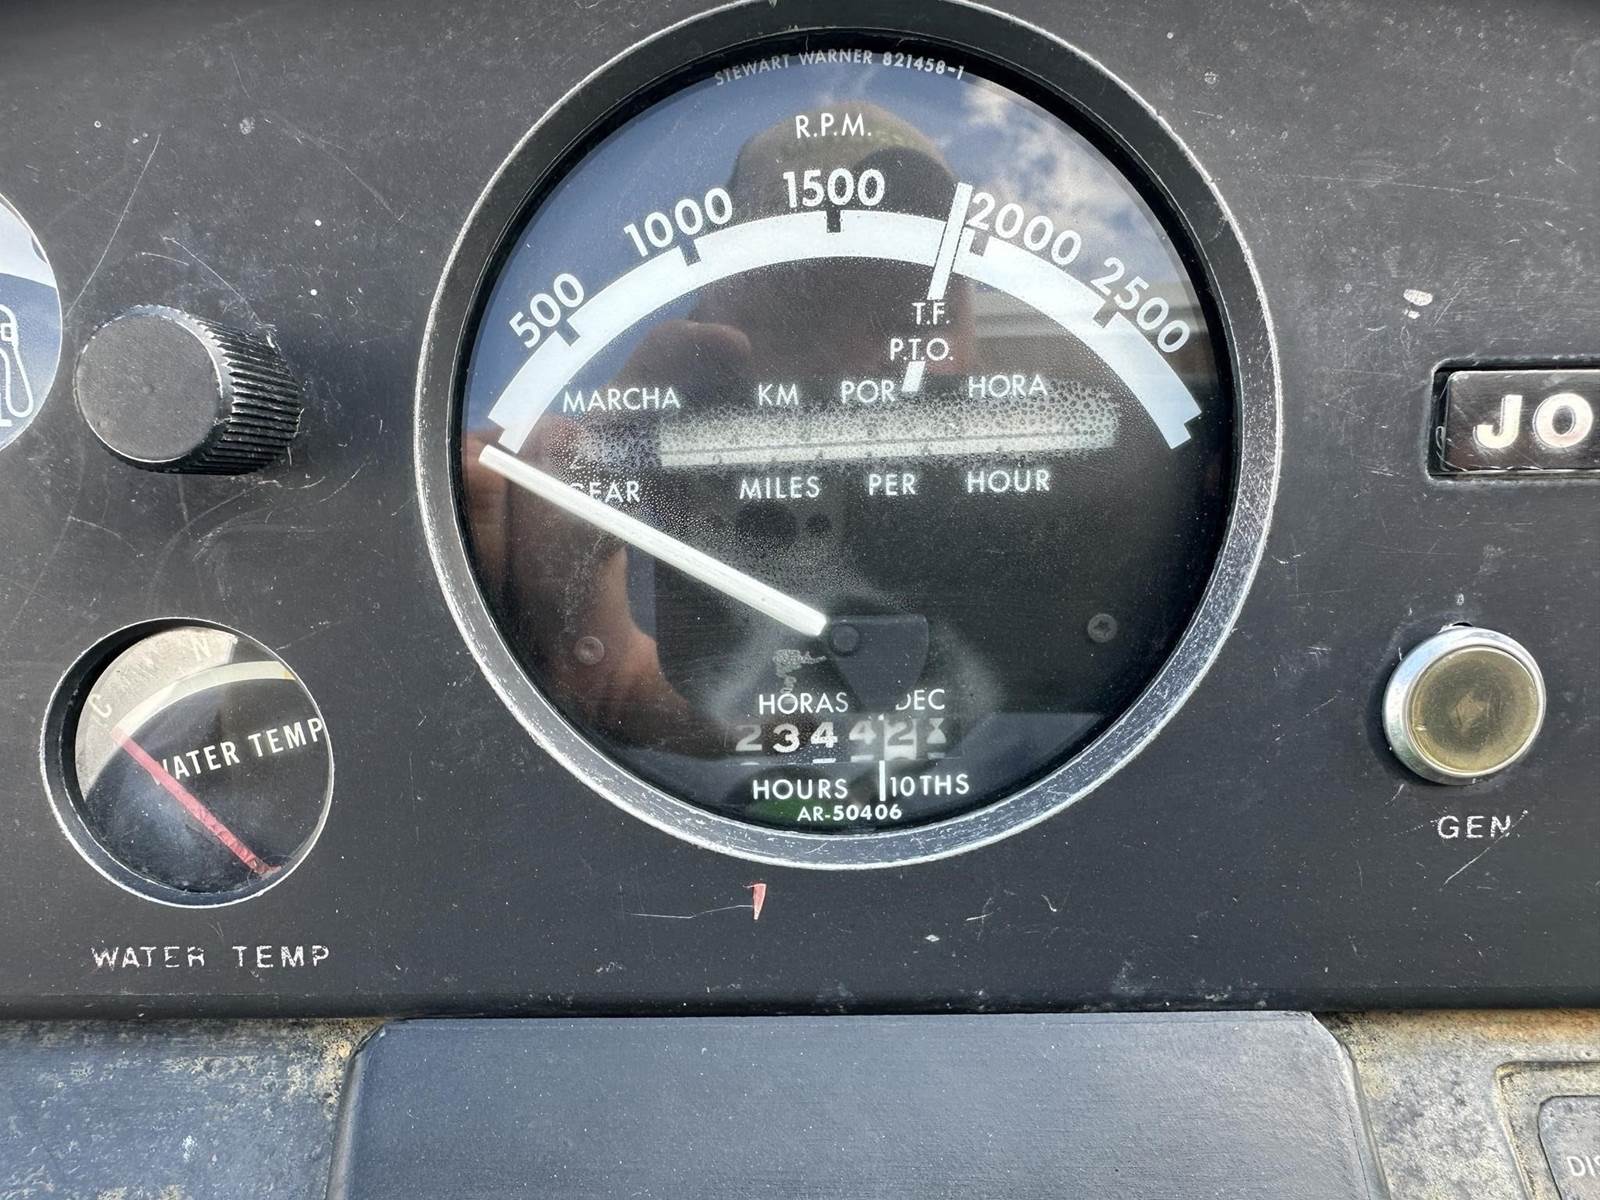 STEWART WARNER 821458-1
R.P.M.
500 1000 1500 2000 2500
T.F.
P.T.O.
MARCHA KM POR HORA
GEAR MILES PER HOUR
JO
C N
WATER TEMP
HORAS DEC
2344
HOURS 10THS
AR-50406
GEN
WATER TEMP